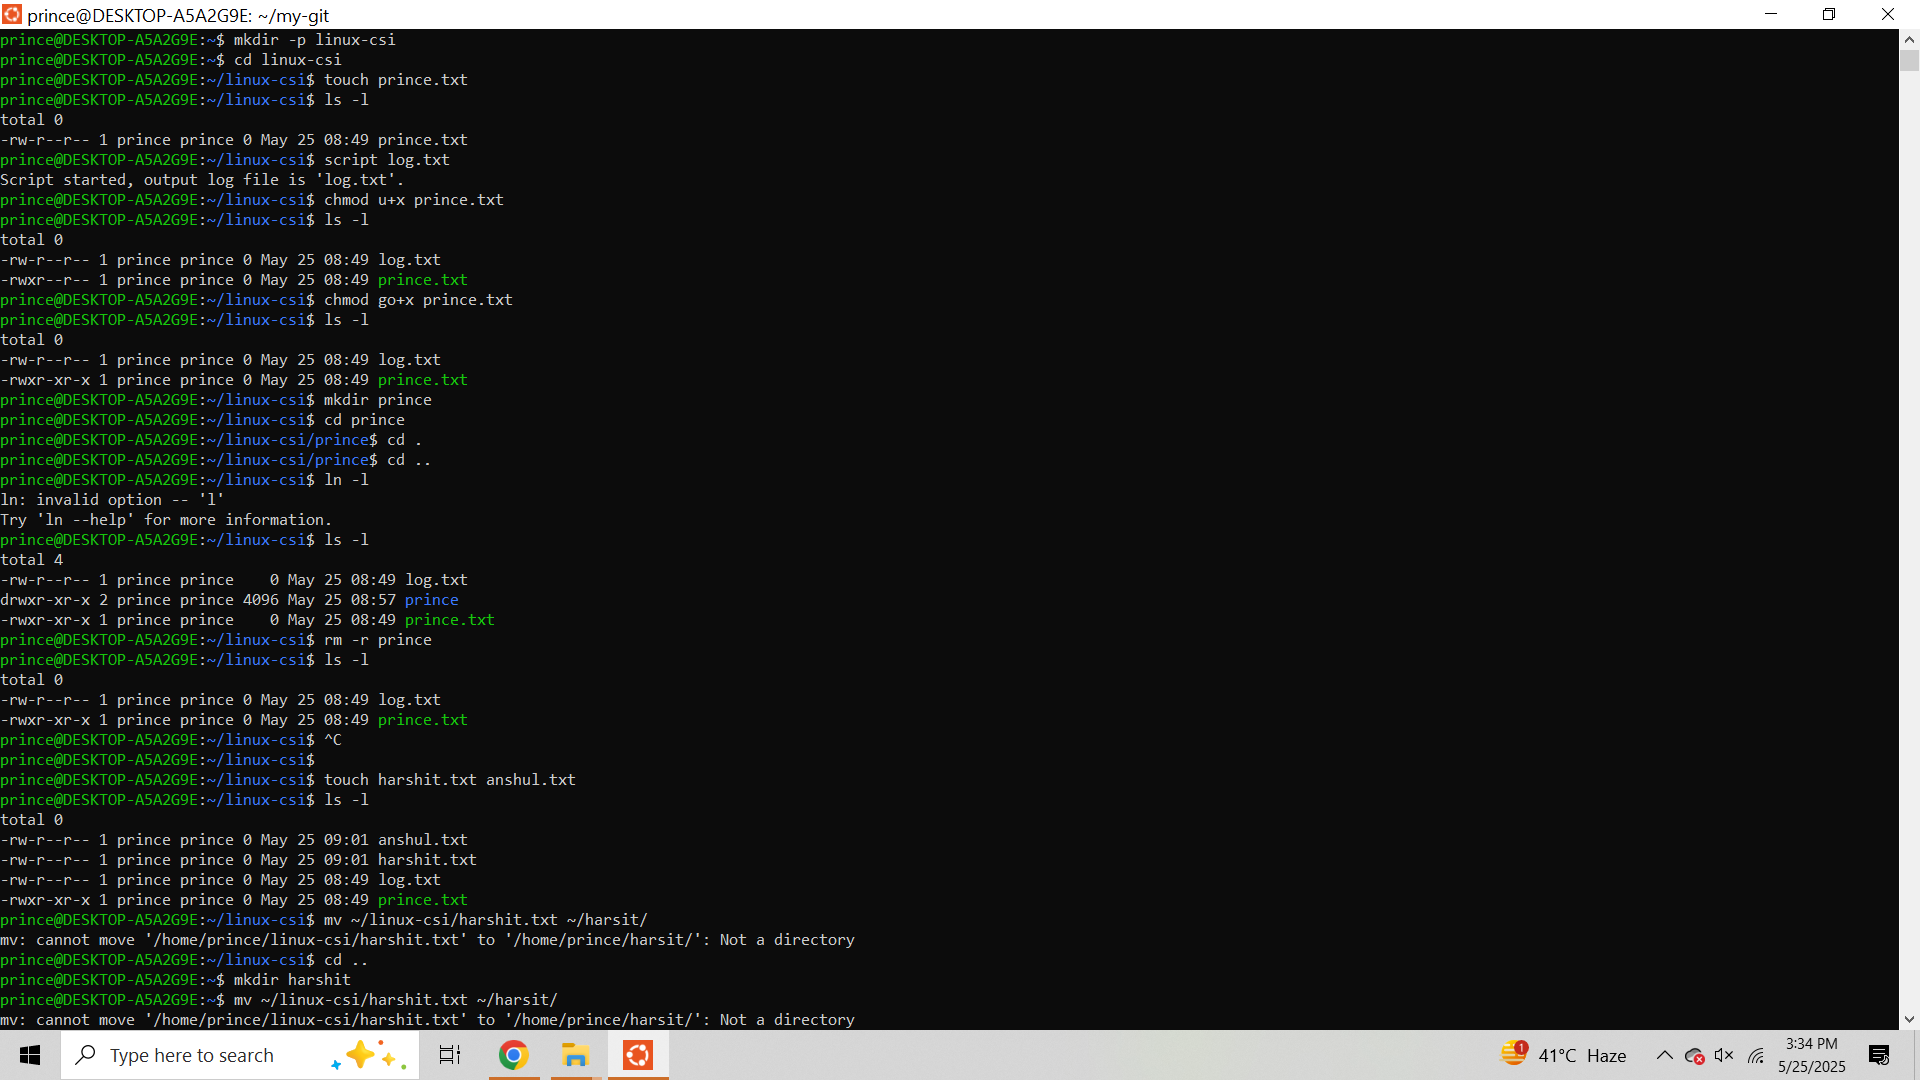 prince@DESKTOP-A5A2G9E: ~/my-git
prince@DESKTOP-A5A2G9E:~$ mkdir -p linux-csi
prince@DESKTOP-A5A2G9E:~$ cd linux-csi
prince@DESKTOP-A5A2G9E:~/linux-csi$ touch prince.txt
prince@DESKTOP-A5A2G9E:~/linux-csi$ ls -l
total 0
-rw-r--r-- 1 prince prince 0 May 25 08:49 prince.txt
prince@DESKTOP-A5A2G9E:~/linux-csi$ script log.txt
Script started, output log file is 'log.txt'.
prince@DESKTOP-A5A2G9E:~/linux-csi$ chmod u+x prince.txt
prince@DESKTOP-A5A2G9E:~/linux-csi$ ls -l
total 0
-rw-r--r-- 1 prince prince 0 May 25 08:49 log.txt
-rwxr--r-- 1 prince prince 0 May 25 08:49 prince.txt
prince@DESKTOP-A5A2G9E:~/linux-csi$ chmod go+x prince.txt
prince@DESKTOP-A5A2G9E:~/linux-csi$ ls -l
total 0
-rw-r--r-- 1 prince prince 0 May 25 08:49 log.txt
-rwxr-xr-x 1 prince prince 0 May 25 08:49 prince.txt
prince@DESKTOP-A5A2G9E:~/linux-csi$ mkdir prince
prince@DESKTOP-A5A2G9E:~/linux-csi$ cd prince
prince@DESKTOP-A5A2G9E:~/linux-csi/prince$ cd .
prince@DESKTOP-A5A2G9E:~/linux-csi/prince$ cd ..
prince@DESKTOP-A5A2G9E:~/linux-csi$ ln -l
ln: invalid option -- 'l'
Try 'ln --help' for more information.
prince@DESKTOP-A5A2G9E:~/linux-csi$ ls -l
total 4
-rw-r--r-- 1 prince prince    0 May 25 08:49 log.txt
drwxr-xr-x 2 prince prince 4096 May 25 08:57 prince
-rwxr-xr-x 1 prince prince    0 May 25 08:49 prince.txt
prince@DESKTOP-A5A2G9E:~/linux-csi$ rm -r prince
prince@DESKTOP-A5A2G9E:~/linux-csi$ ls -l
total 0
-rw-r--r-- 1 prince prince 0 May 25 08:49 log.txt
-rwxr-xr-x 1 prince prince 0 May 25 08:49 prince.txt
prince@DESKTOP-A5A2G9E:~/linux-csi$ ^C
prince@DESKTOP-A5A2G9E:~/linux-csi$
prince@DESKTOP-A5A2G9E:~/linux-csi$ touch harshit.txt anshul.txt
prince@DESKTOP-A5A2G9E:~/linux-csi$ ls -l
total 0
-rw-r--r-- 1 prince prince 0 May 25 09:01 anshul.txt
-rw-r--r-- 1 prince prince 0 May 25 09:01 harshit.txt
-rw-r--r-- 1 prince prince 0 May 25 08:49 log.txt
-rwxr-xr-x 1 prince prince 0 May 25 08:49 prince.txt
prince@DESKTOP-A5A2G9E:~/linux-csi$ mv ~/linux-csi/harshit.txt ~/harsit/
mv: cannot move '/home/prince/linux-csi/harshit.txt' to '/home/prince/harsit/': Not a directory
prince@DESKTOP-A5A2G9E:~/linux-csi$ cd ..
prince@DESKTOP-A5A2G9E:~$ mkdir harshit
prince@DESKTOP-A5A2G9E:~$ mv ~/linux-csi/harshit.txt ~/harsit/
mv: cannot move '/home/prince/linux-csi/harshit.txt' to '/home/prince/harsit/': Not a directory
Type here to search
1
41°C Haze
3:34 PM
5/25/2025